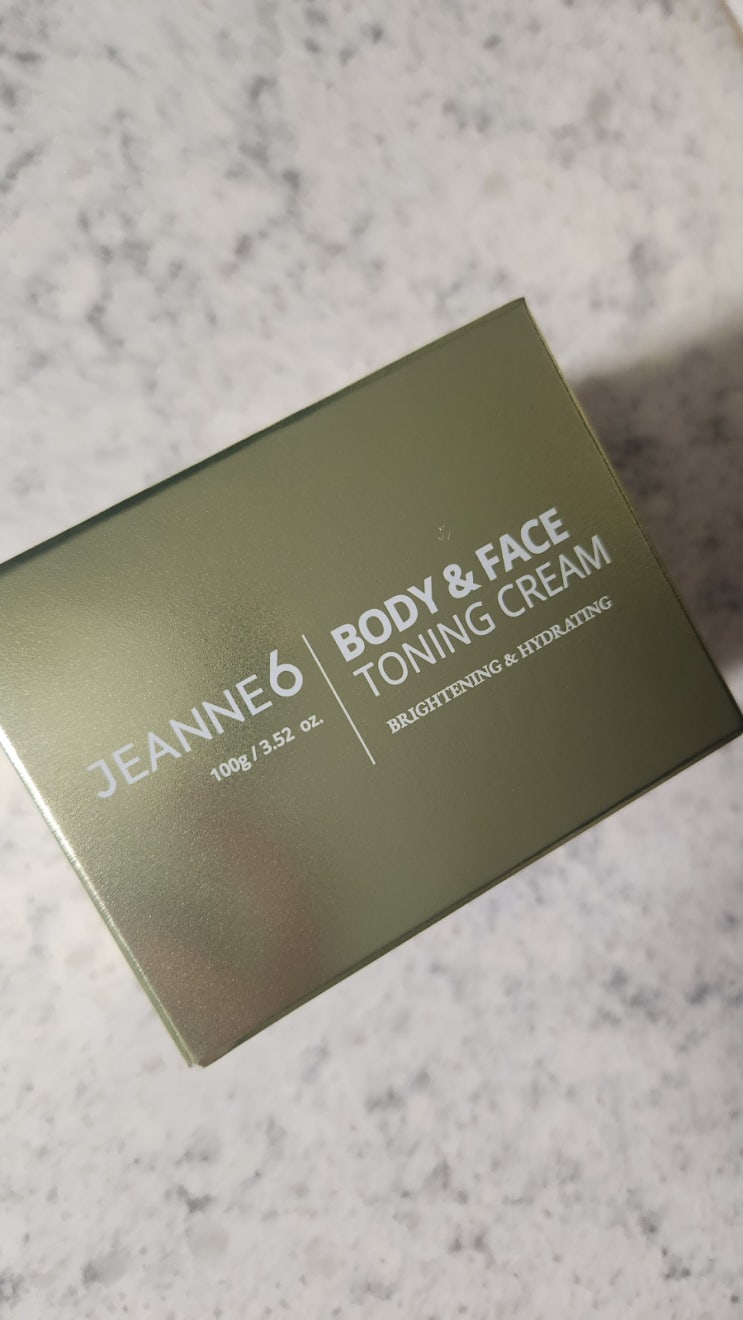 JEANNE6
100g / 3.52 oz.
BODY & FACE
TONING CREAM
BRIGHTENING & HYDRATING